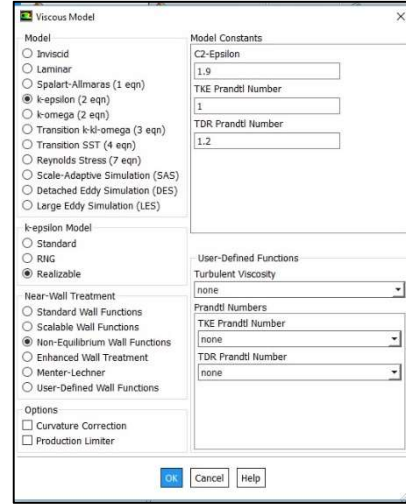 Viscous Model
Model
Inviscid
Laminar
Spalart-Allmaras (1 eqn)
k-epsilon (2 eqn)
k-omega (2 eqn)
Transition k-kl-omega (3 eqn)
Transition SST (4 eqn)
Reynolds Stress (7 eqn)
Scale-Adaptive Simulation (SAS)
Detached Eddy Simulation (DES)
Large Eddy Simulation (LES)
k-epsilon Model
Standard
RNG
Realizable
Near-Wall Treatment
Standard Wall Functions
Scalable Wall Functions
Non-Equilibrium Wall Functions
Enhanced Wall Treatment
Menter-Lechner
User-Defined Wall Functions
Options
Curvature Correction
Production Limiter
Model Constants
C2-Epsilon
1.9
TKE Prandtl Number
1
TDR Prandtl Number
1.2
User-Defined Functions
Turbulent Viscosity
none
Prandtl Numbers
TKE Prandtl Number
none
TDR Prandtl Number
none
OK Cancel Help